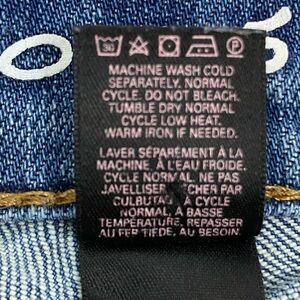 30
P
MACHINE WASH COLD
SEPARATELY. NORMAL
CYCLE. DO NOT BLEACH.
TUMBLE DRY NORMAL
CYCLE LOW HEAT.
WARM IRON IF NEEDED.
LAVER SÉPARÉMENT À LA
MACHINE À L'EAU FROIDE.
CYCLE NORMAL. NE PAS
JAVELLISER. PAR
CULBUTAGE CYCLE
NORMAL, À BASSE
TEMPÉRATURE. REPASSER
AU FER TIÈDE, AU BESOIN.